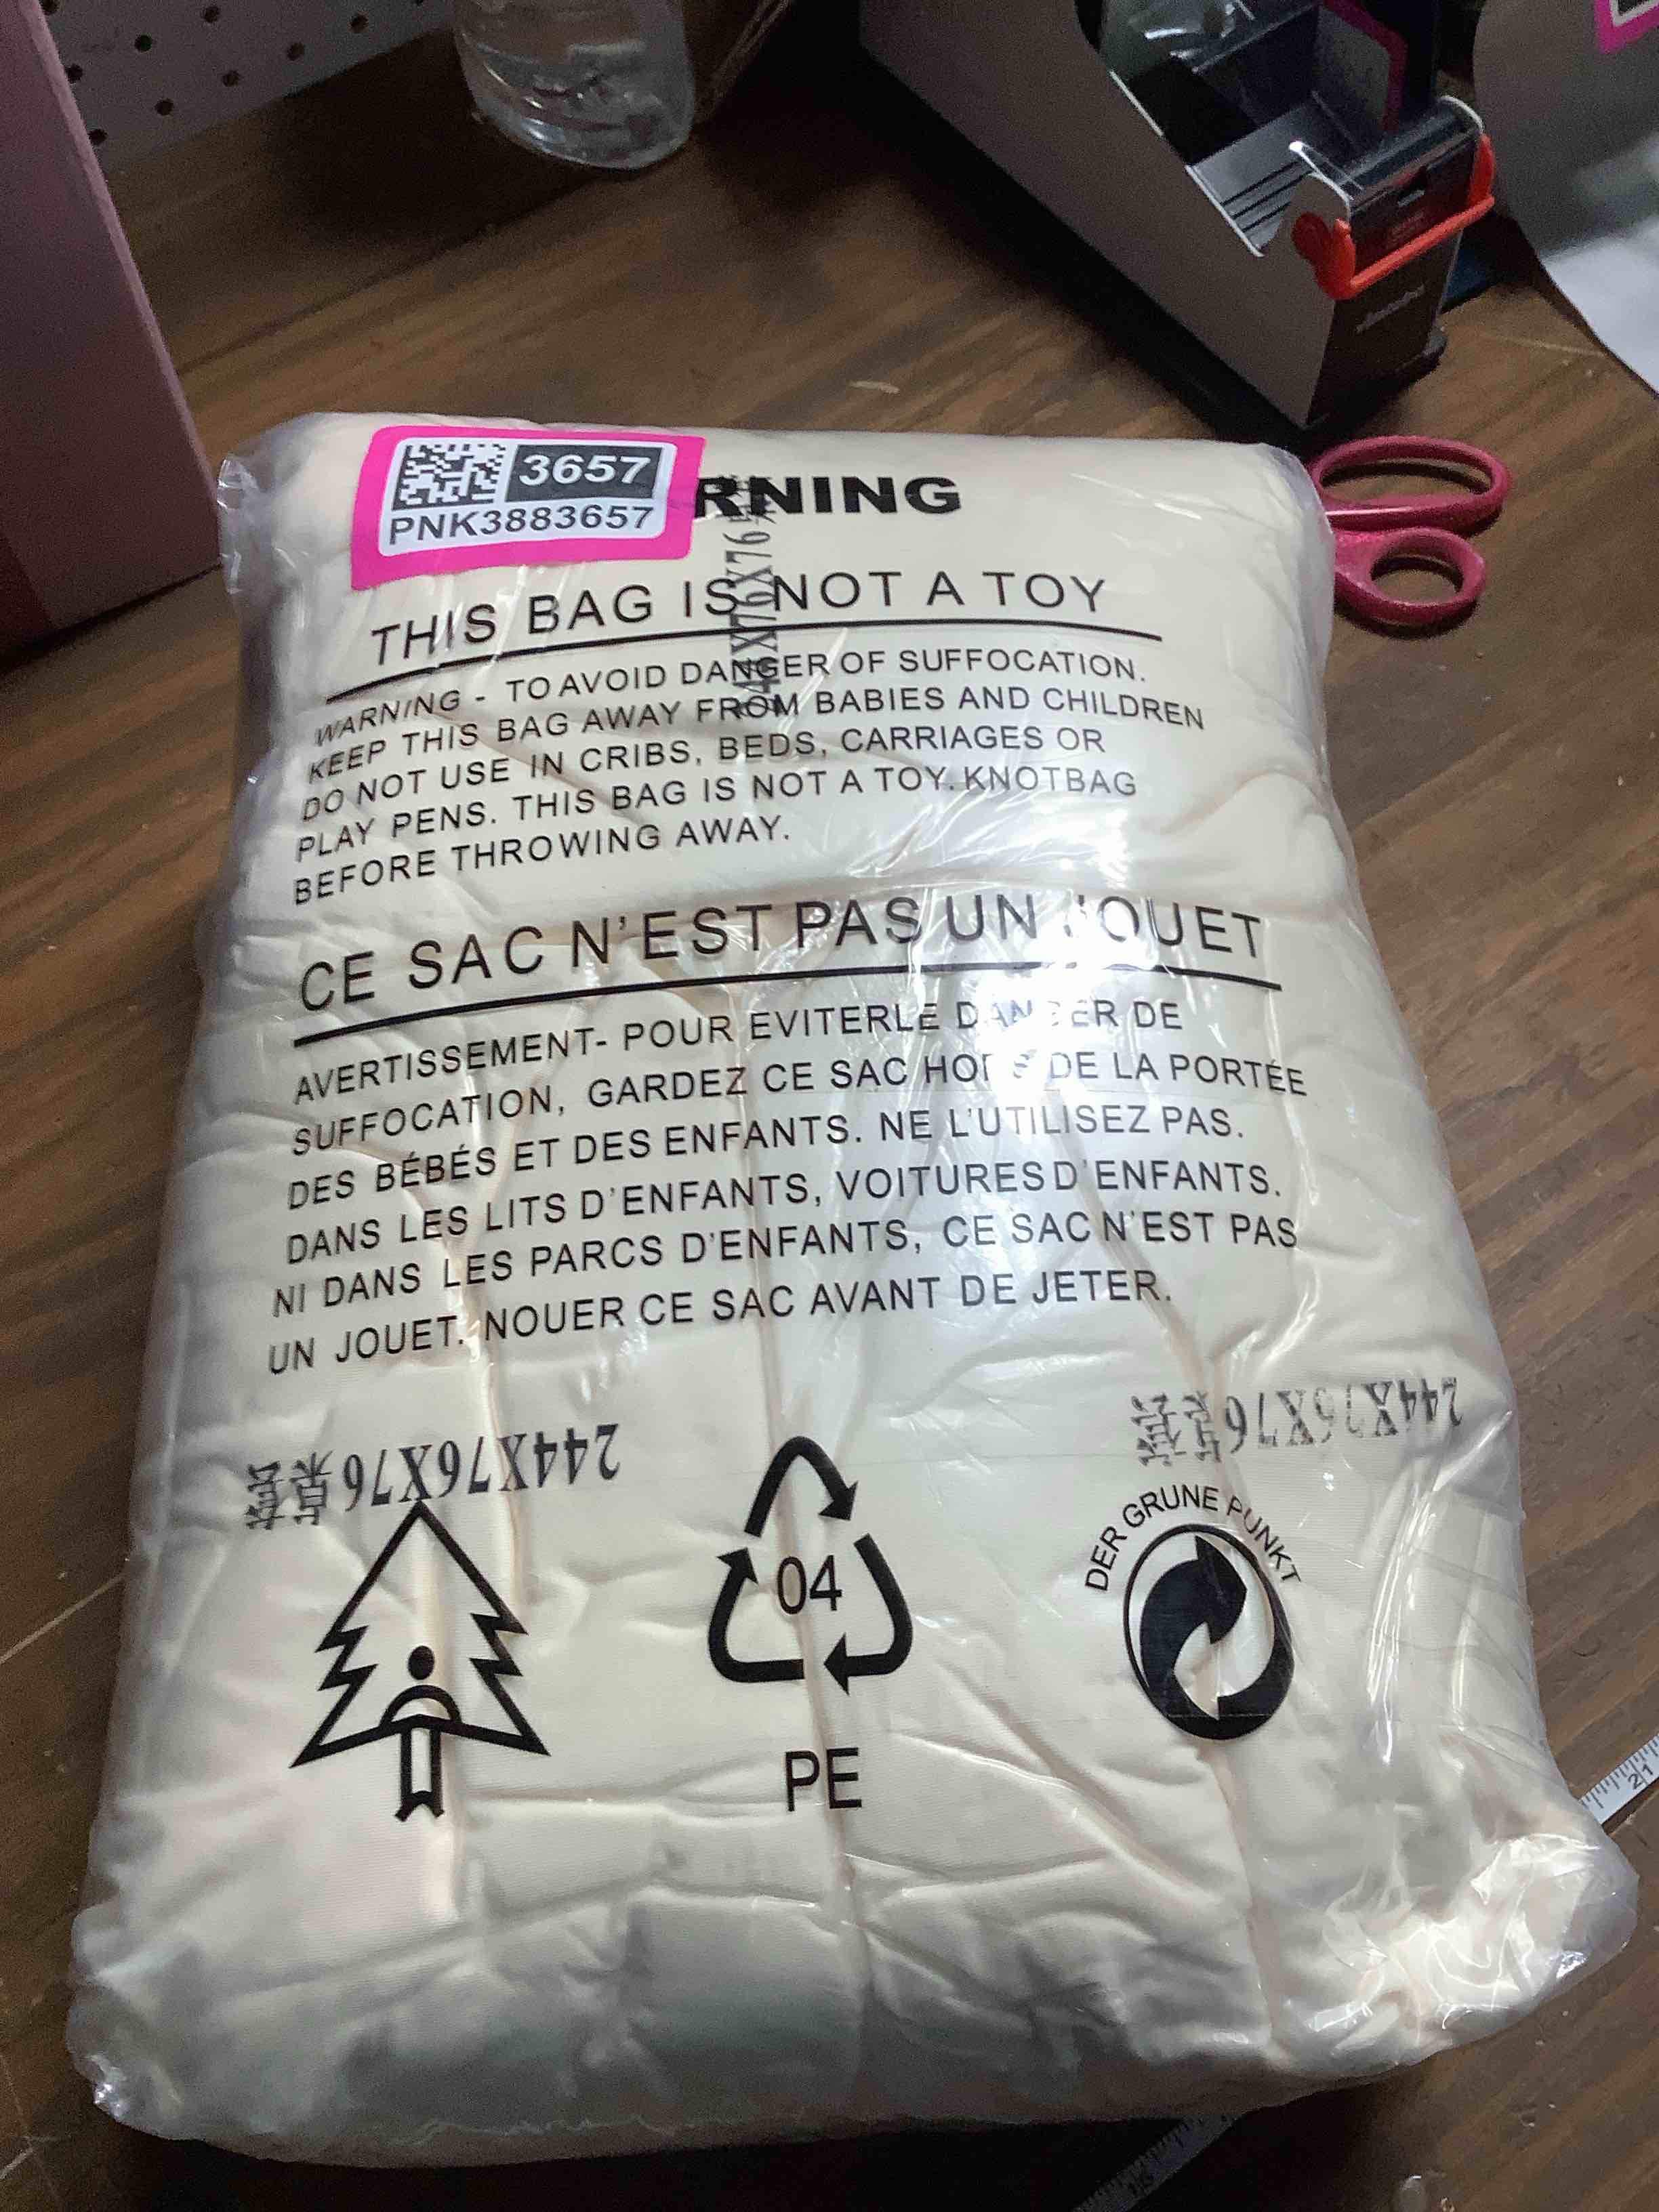 3657
PNK3883657
RNING
THIS BAG IS NOT A TOY
WARNING - TO AVOID DANGER OF SUFFOCATION.
KEEP THIS BAG AWAY FROM BABIES AND CHILDREN
DO NOT USE IN CRIBS, BEDS, CARRIAGES OR
PLAY PENS. THIS BAG IS NOT A TOY. KNOTBAG
BEFORE THROWING AWAY.
CE SAC N'EST PAS UN JOUET
AVERTISSEMENT- POUR EVITERLE DANGER DE
SUFFOCATION, GARDEZ CE SAC HORS DE LA PORTÉE
DES BÉBÉS ET DES ENFANTS. NE L'UTILISEZ PAS.
DANS LES LITS D'ENFANTS, VOITURES D'ENFANTS.
NI DANS LES PARCS D'ENFANTS, CE SAC N'EST PAS
UN JOUET. NOUER CE SAC AVANT DE JETER.
244X76X76
244X76X76
244X76X76
DER GRUNE PUNKT
04
PE
21